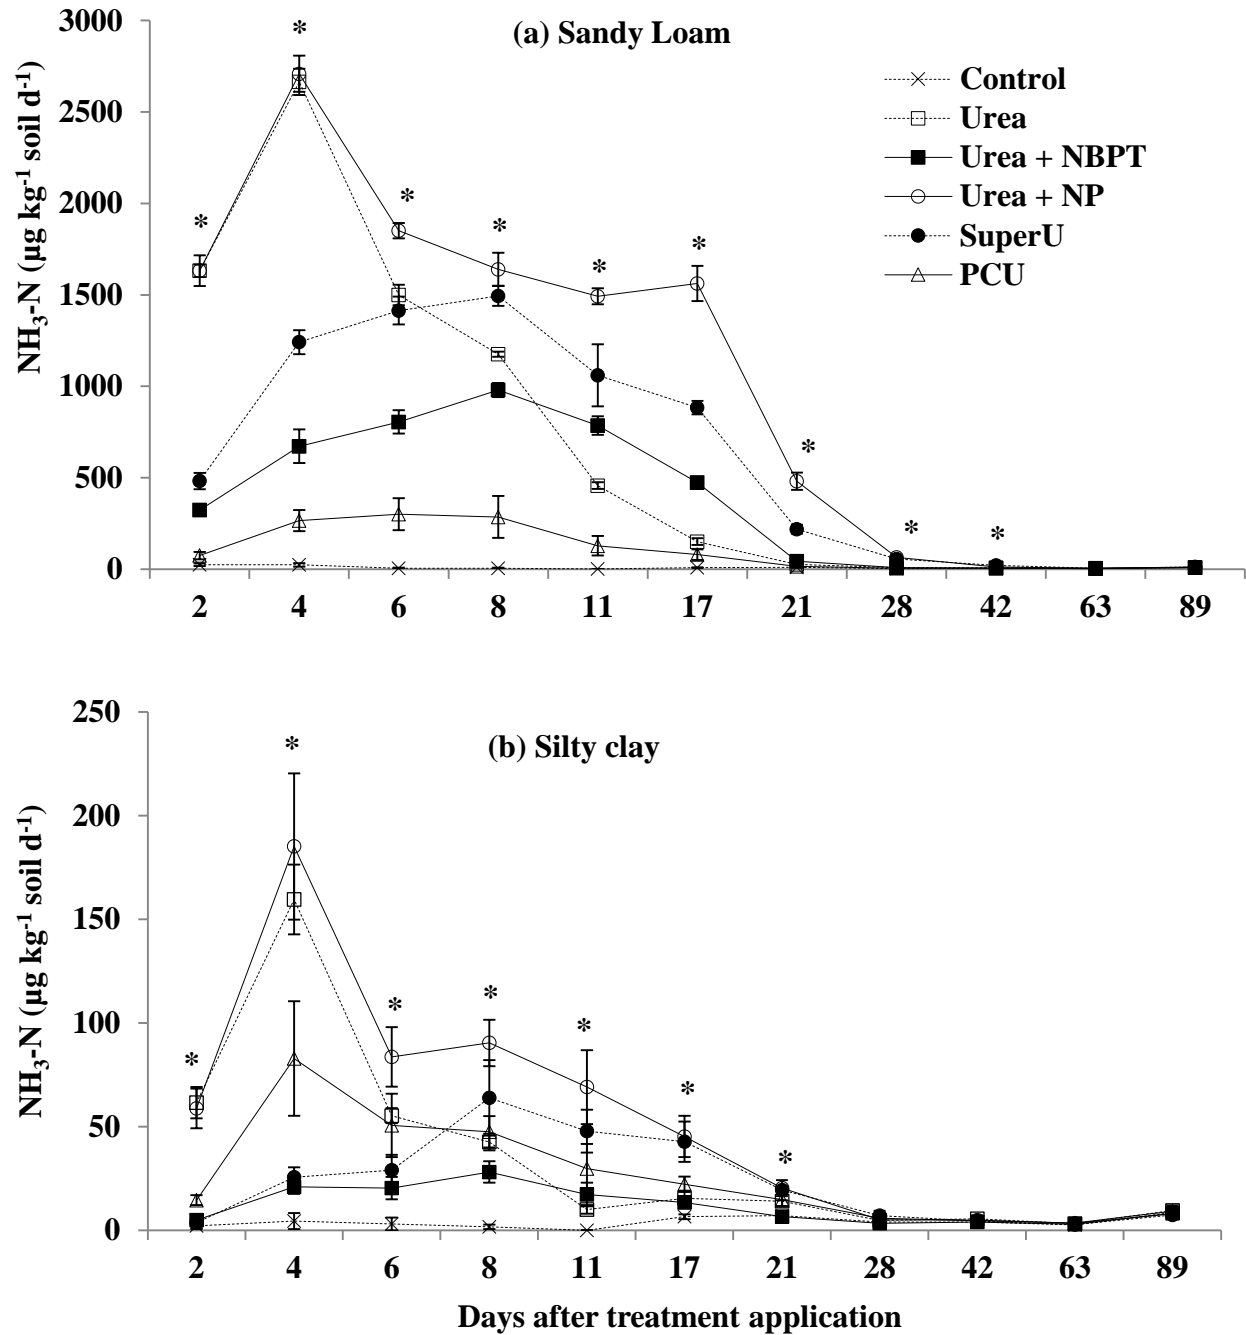 (a) Sandy Loam
NH3-N (µg kg-1 soil d-1)
3000
2500
2000
1500
1000
500
0
* * * * * * * * *
Control
Urea
Urea + NBPT
Urea + NP
SuperU
PCU
2 4 6 8 11 17 21 28 42 63 89
(b) Silty clay
NH3-N (µg kg-1 soil d-1)
250
200
150
100
50
0
* * * * * * *
2 4 6 8 11 17 21 28 42 63 89
Days after treatment application